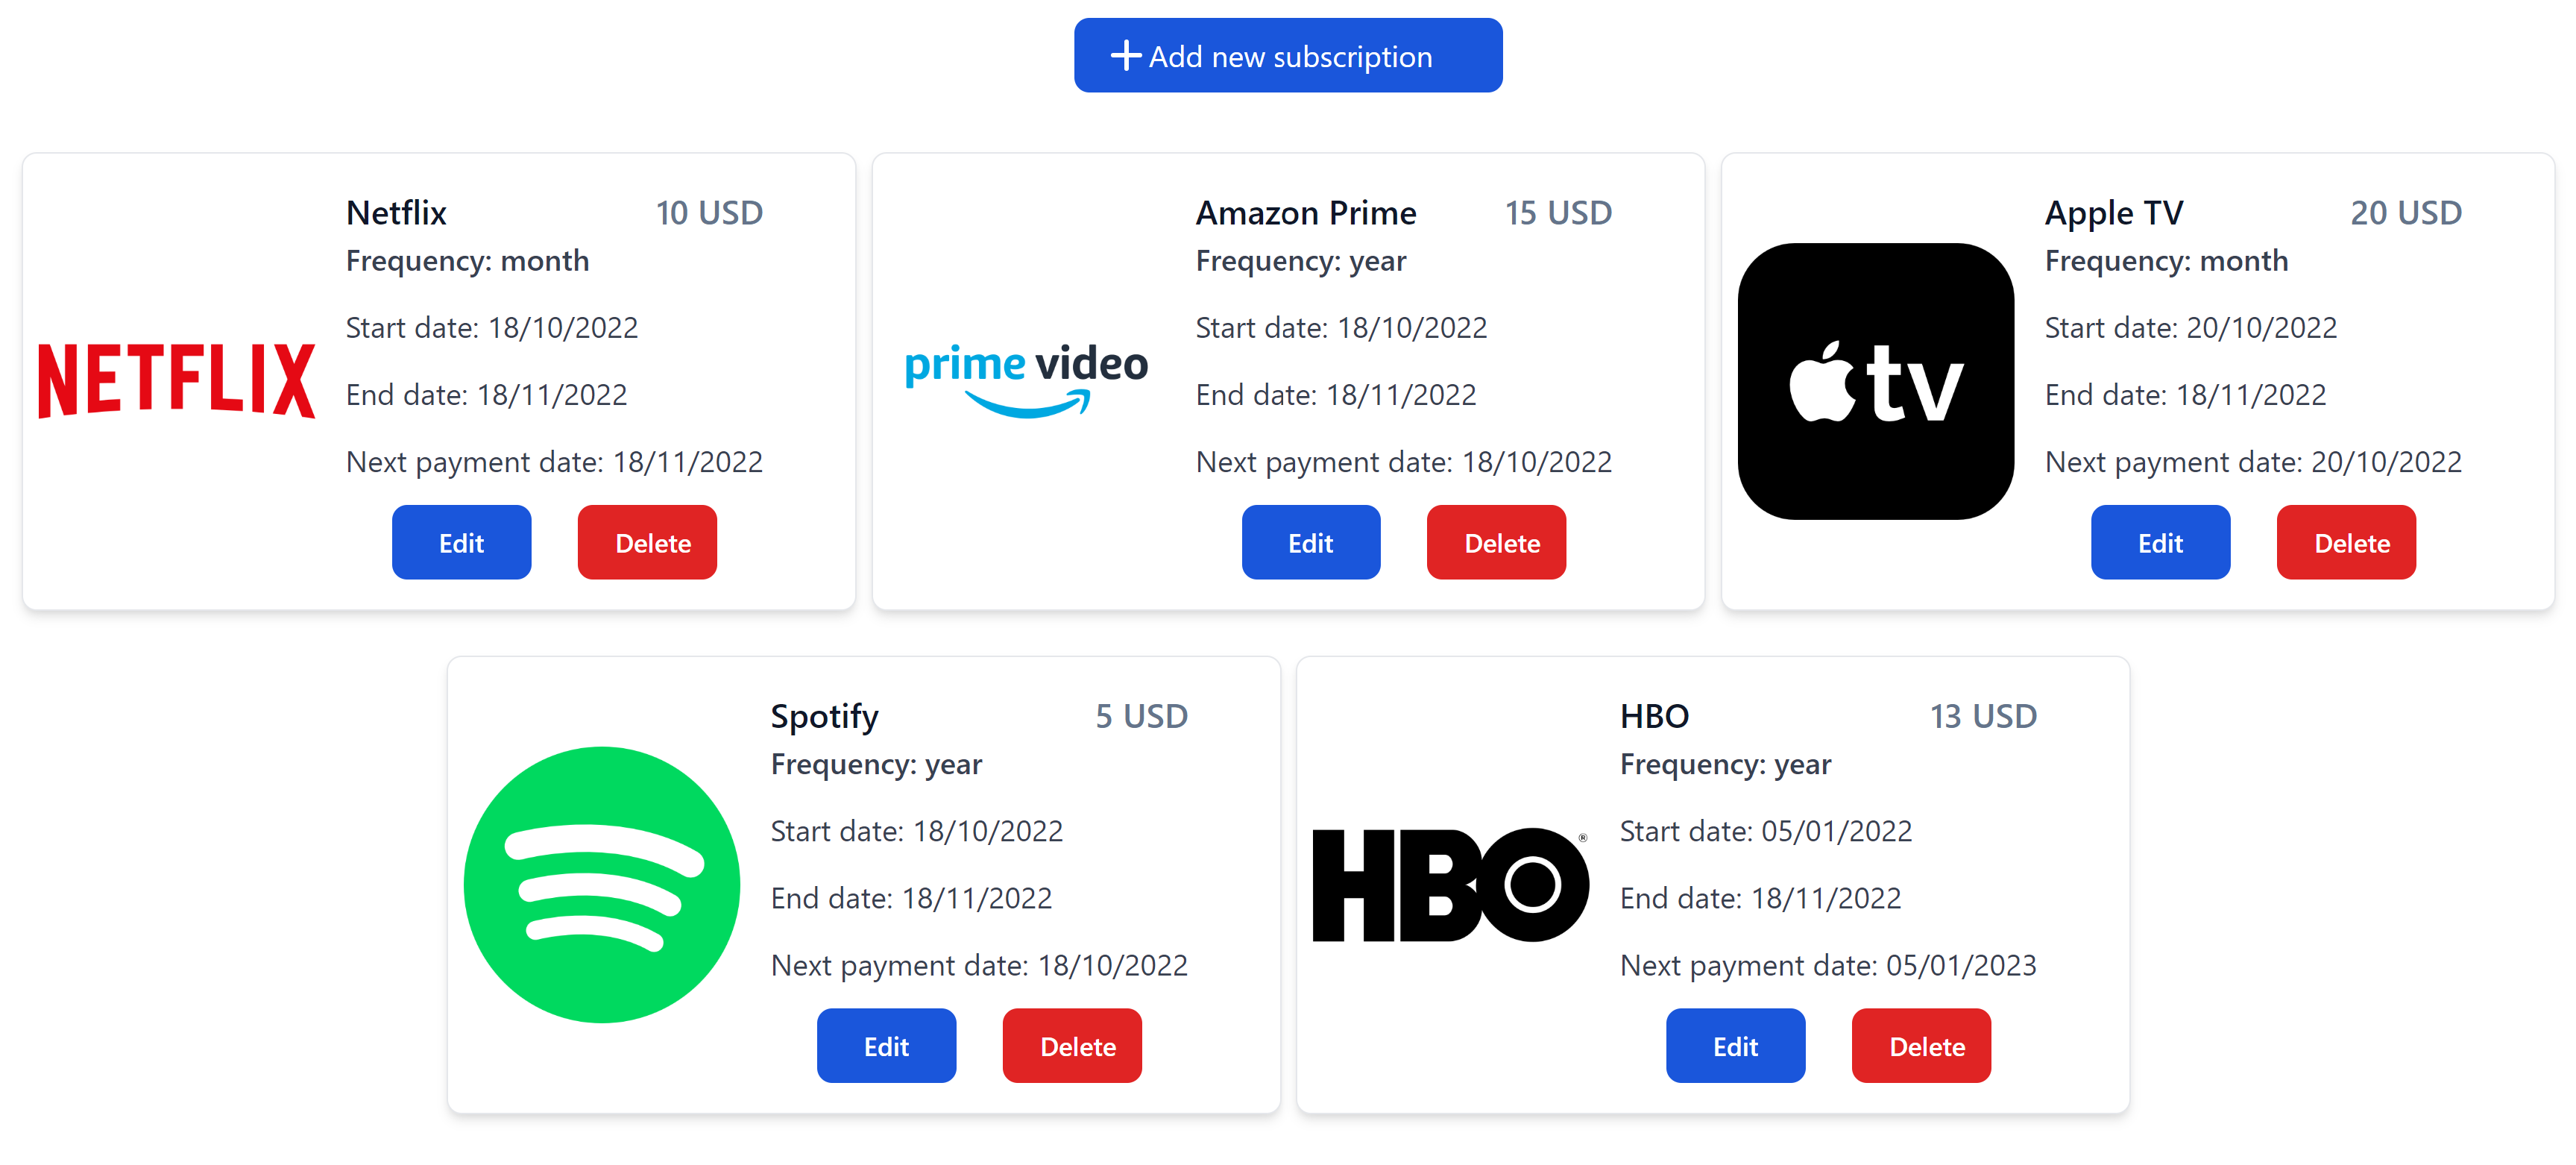 Add new subscription
NETFLIX
Netflix 10 USD
Frequency: month
Start date: 18/10/2022
End date: 18/11/2022
Next payment date: 18/11/2022
Edit Delete
prime video
Amazon Prime 15 USD
Frequency: year
Start date: 18/10/2022
End date: 18/11/2022
Next payment date: 18/10/2022
Edit Delete
tv
Apple TV 20 USD
Frequency: month
Start date: 20/10/2022
End date: 18/11/2022
Next payment date: 20/10/2022
Edit Delete
Spotify 5 USD
Frequency: year
Start date: 18/10/2022
End date: 18/11/2022
Next payment date: 18/10/2022
Edit Delete
HBO®
HBO 13 USD
Frequency: year
Start date: 05/01/2022
End date: 18/11/2022
Next payment date: 05/01/2023
Edit Delete